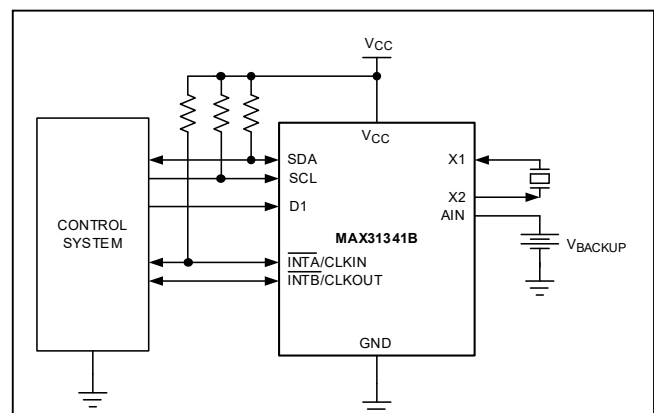 VCC
VCC
SDA
X1
SCL
X2
D1
AIN
CONTROL
SYSTEM
MAX31341B
VBACKUP
INTA/CLKIN
INTB/CLKOUT
GND